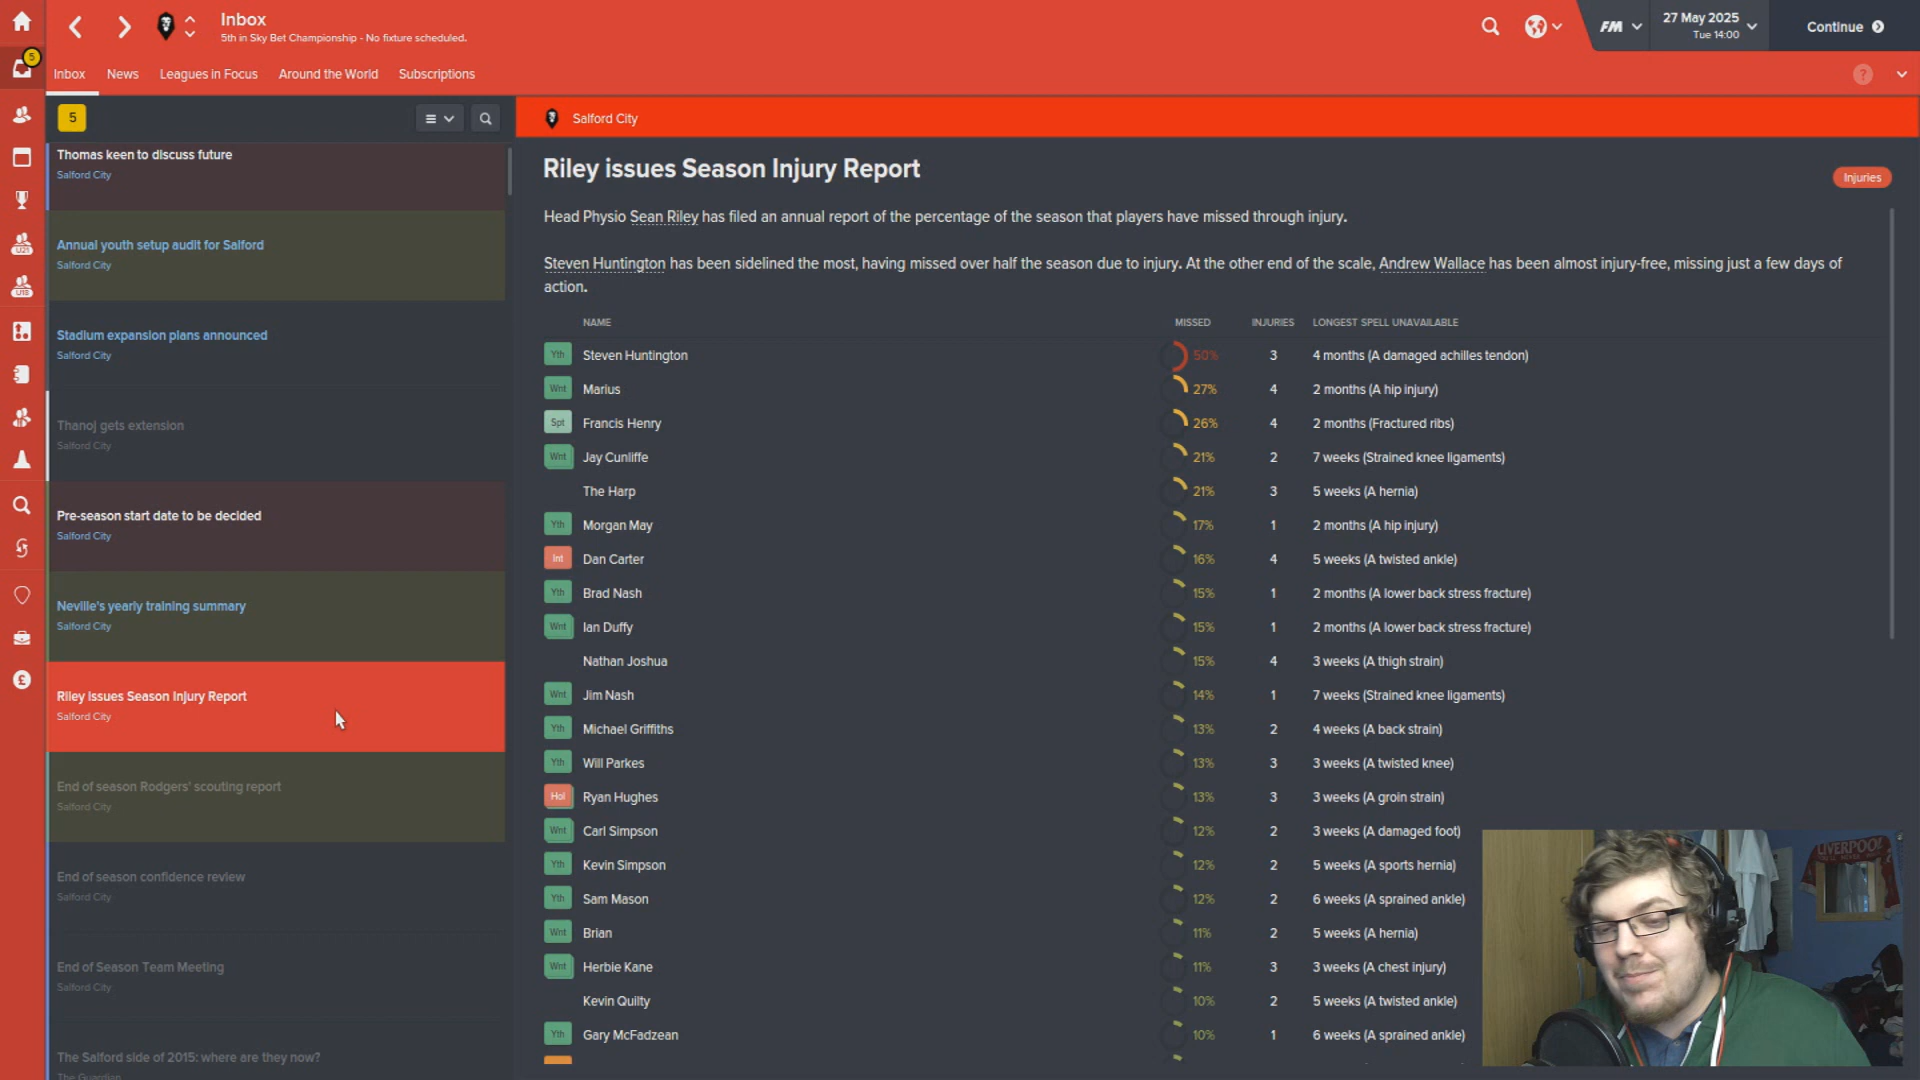 Inbox
5th in Sky Bet Championship - No fixture scheduled.
FM
27 May 2025
Tue 14:00
Continue
5
Inbox
News
Leagues in Focus
Around the World
Subscriptions
?
5
Thomas keen to discuss future
Salford City
Annual youth setup audit for Salford
Salford City
Stadium expansion plans announced
Salford City
Thanoj gets extension
Salford City
Pre-season start date to be decided
Salford City
Neville's yearly training summary
Salford City
Riley issues Season Injury Report
Salford City
End of season Rodgers' scouting report
Salford City
End of season confidence review
Salford City
End of Season Team Meeting
Salford City
The Salford side of 2015: where are they now?
The Guardian
U21
U18
£
Salford City
Riley issues Season Injury Report
Injuries
Head Physio Sean Riley has filed an annual report of the percentage of the season that players have missed through injury.
Steven Huntington has been sidelined the most, having missed over half the season due to injury. At the other end of the scale, Andrew Wallace has been almost injury-free, missing just a few days of
action.
NAME MISSED INJURIES LONGEST SPELL UNAVAILABLE
Yth Steven Huntington 50% 3 4 months (A damaged achilles tendon)
Wnt Marius 27% 4 2 months (A hip injury)
Spt Francis Henry 26% 4 2 months (Fractured ribs)
Wnt Jay Cunliffe 21% 2 7 weeks (Strained knee ligaments)
The Harp 21% 3 5 weeks (A hernia)
Yth Morgan May 17% 1 2 months (A hip injury)
Int Dan Carter 16% 4 5 weeks (A twisted ankle)
Yth Brad Nash 15% 1 2 months (A lower back stress fracture)
Wnt Ian Duffy 15% 1 2 months (A lower back stress fracture)
Nathan Joshua 15% 4 3 weeks (A thigh strain)
Wnt Jim Nash 14% 1 7 weeks (Strained knee ligaments)
Yth Michael Griffiths 13% 2 4 weeks (A back strain)
Yth Will Parkes 13% 3 3 weeks (A twisted knee)
Hol Ryan Hughes 13% 3 3 weeks (A groin strain)
Wnt Carl Simpson 12% 2 3 weeks (A damaged foot)
Yth Kevin Simpson 12% 2 5 weeks (A sports hernia)
Yth Sam Mason 12% 2 6 weeks (A sprained ankle)
Wnt Brian 11% 2 5 weeks (A hernia)
Wnt Herbie Kane 11% 3 3 weeks (A chest injury)
Kevin Quilty 10% 2 5 weeks (A twisted ankle)
Yth Gary McFadzean 10% 1 6 weeks (A sprained ankle)
LIVERPOOL